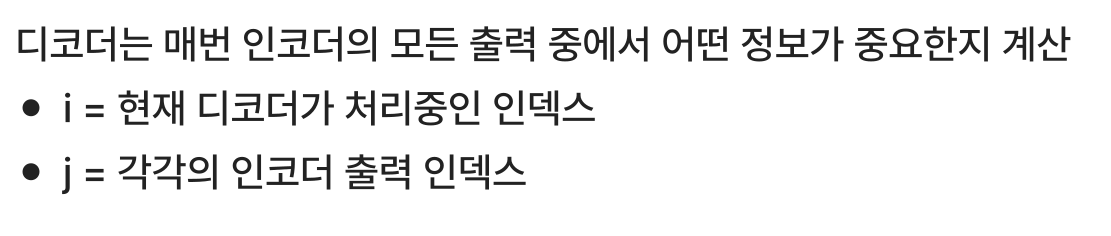 디코더는 매번 인코더의 모든 출력 중에서 어떤 정보가 중요한지 계산
● i = 현재 디코더가 처리중인 인덱스
● j = 각각의 인코더 출력 인덱스